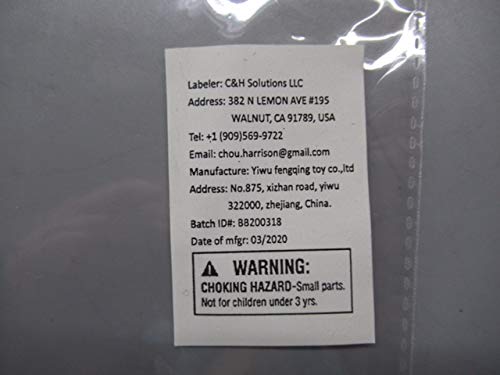 Labeler: C&H Solutions LLC
Address: 382 N LEMON AVE #195
WALNUT, CA 91789, USA
Tel: +1 (909)569-9722
Email: chou.harrison@gmail.com
Manufacture: Yiwu fengqing toy co.,ltd
Address: No.875, xizhan road, yiwu
322000, zhejiang, China.
Batch ID#: BB200318
Date of mfgr: 03/2020
WARNING:
CHOKING HAZARD-Small parts.
Not for children under 3 yrs.